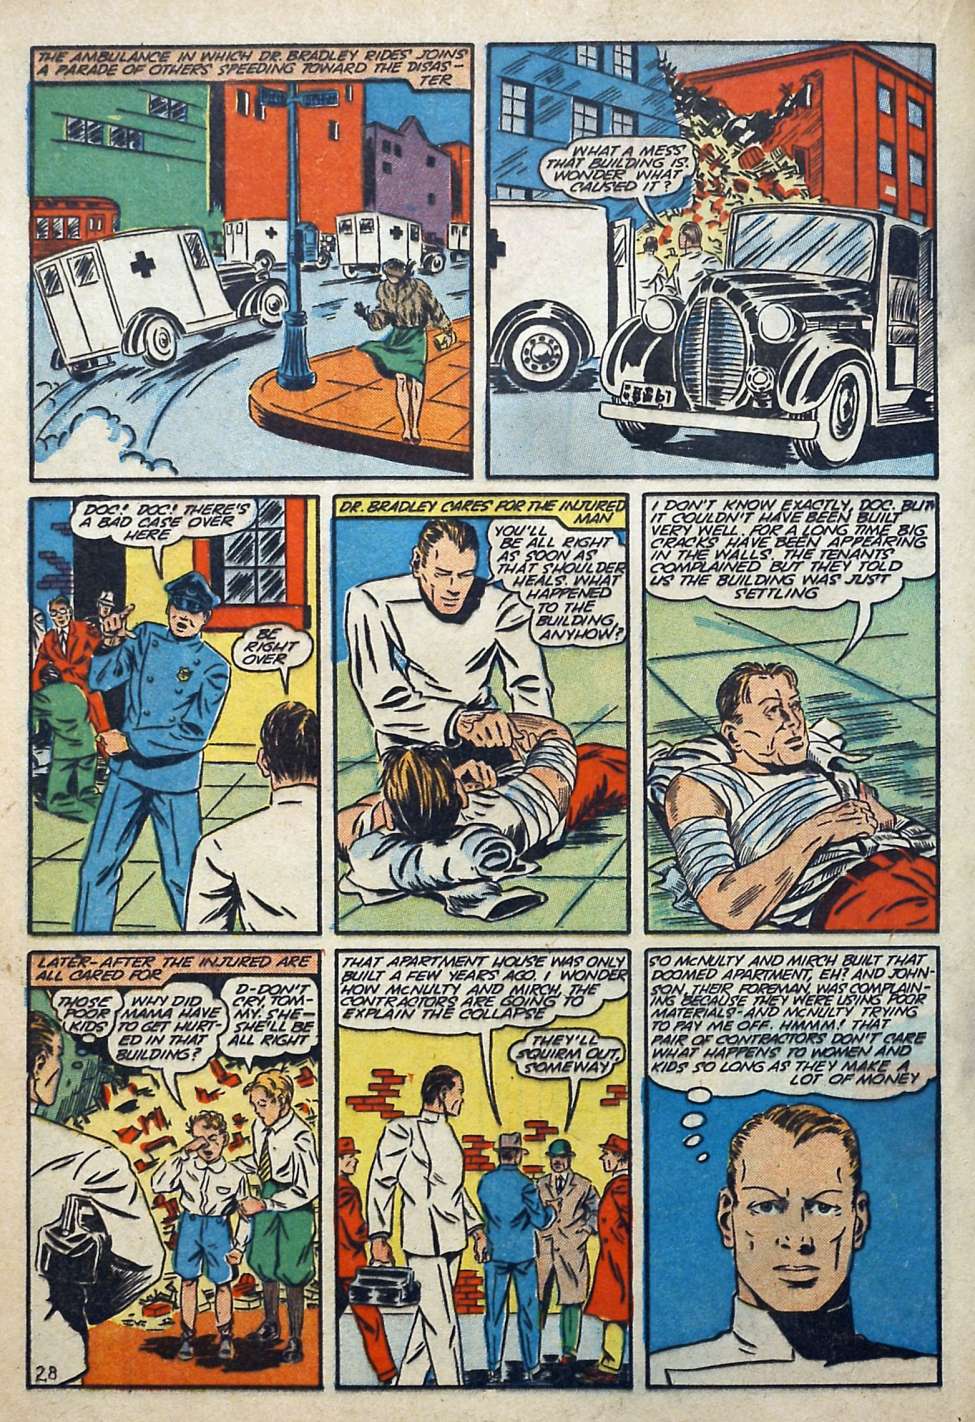 THE AMBULANCE IN WHICH DR. BRADLEY RIDES JOINS
A PARADE OF OTHERS SPEEDING TOWARD THE DISAS-
TER
WHAT A MESS
THAT BUILDING IS.
WONDER WHAT
CAUSED IT?
DOC! DOC! THERE'S
A BAD CASE OVER
HERE
BE
RIGHT
OVER
DR. BRADLEY CARES FOR THE INJURED
MAN
YOU'LL
BE ALL RIGHT
AS SOON AS
THAT SHOULDER
HEALS. WHAT
HAPPENED
TO THE
BUILDING
ANYHOW?
I DON'T KNOW EXACTLY, DOC. BUT
IT COULDN'T HAVE BEEN BUILT
VERY WELL. FOR A LONG TIME BIG
CRACKS HAVE BEEN APPEARING
IN THE WALLS. THE TENANTS
COMPLAINED BUT THEY TOLD
US THE BUILDING WAS JUST
SETTLING
LATER-AFTER THE INJURED ARE
ALL CARED FOR
THOSE
POOR
KIDS
WHY DID
MAMA HAVE
TO GET HURT-
ED IN THAT
BUILDING?
D-DON'T
CRY, TOM-
MY. SHE—
SHE'LL BE
ALL RIGHT
28
THAT APARTMENT HOUSE WAS ONLY
BUILT A FEW YEARS AGO. I WONDER
HOW MCNULTY AND MIRCH, THE
CONTRACTORS ARE GOING TO
EXPLAIN THE COLLAPSE
THEY'LL
SQUIRM OUT,
SOMEWAY
SO MCNULTY AND MIRCH BUILT THAT
DOOMED APARTMENT, EH? AND JOHN-
SON, THEIR FOREMAN, WAS COMPLAIN-
ING BECAUSE THEY WERE USING POOR
MATERIALS-AND MCNULTY TRYING
TO PAY ME OFF. HMMM! THAT
PAIR OF CONTRACTORS DON'T CARE
WHAT HAPPENS TO WOMEN AND
KIDS SO LONG AS THEY MAKE A
LOT OF MONEY